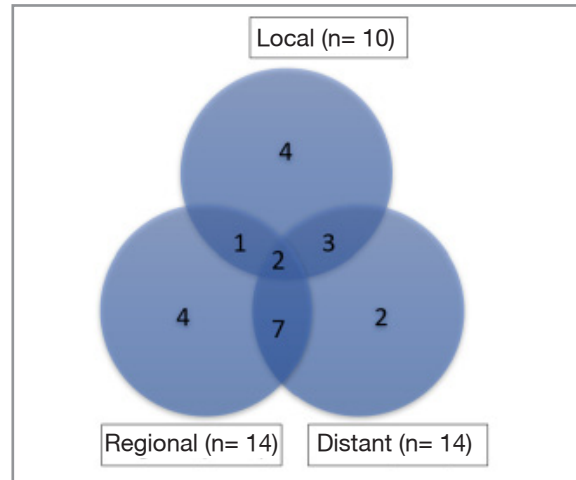 Local (n= 10)
4
1
2
3
4
7
2
Regional (n= 14)
Distant (n= 14)